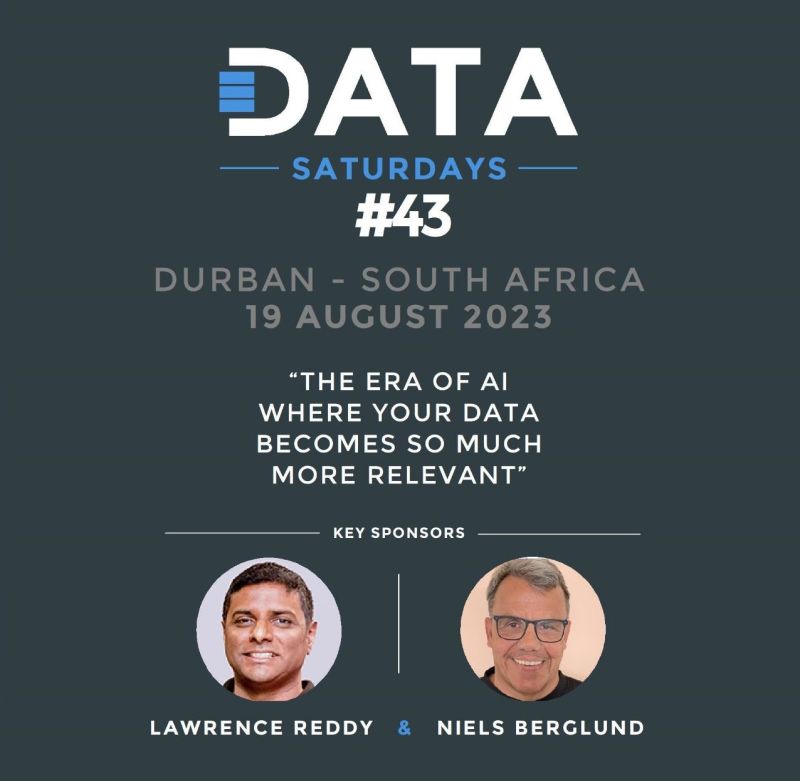 DATA
SATURDAYS
#43
DURBAN - SOUTH AFRICA
19 AUGUST 2023
“THE ERA OF AI
WHERE YOUR DATA
BECOMES SO MUCH
MORE RELEVANT”
KEY SPONSORS
LAWRENCE REDDY & NIELS BERGLUND